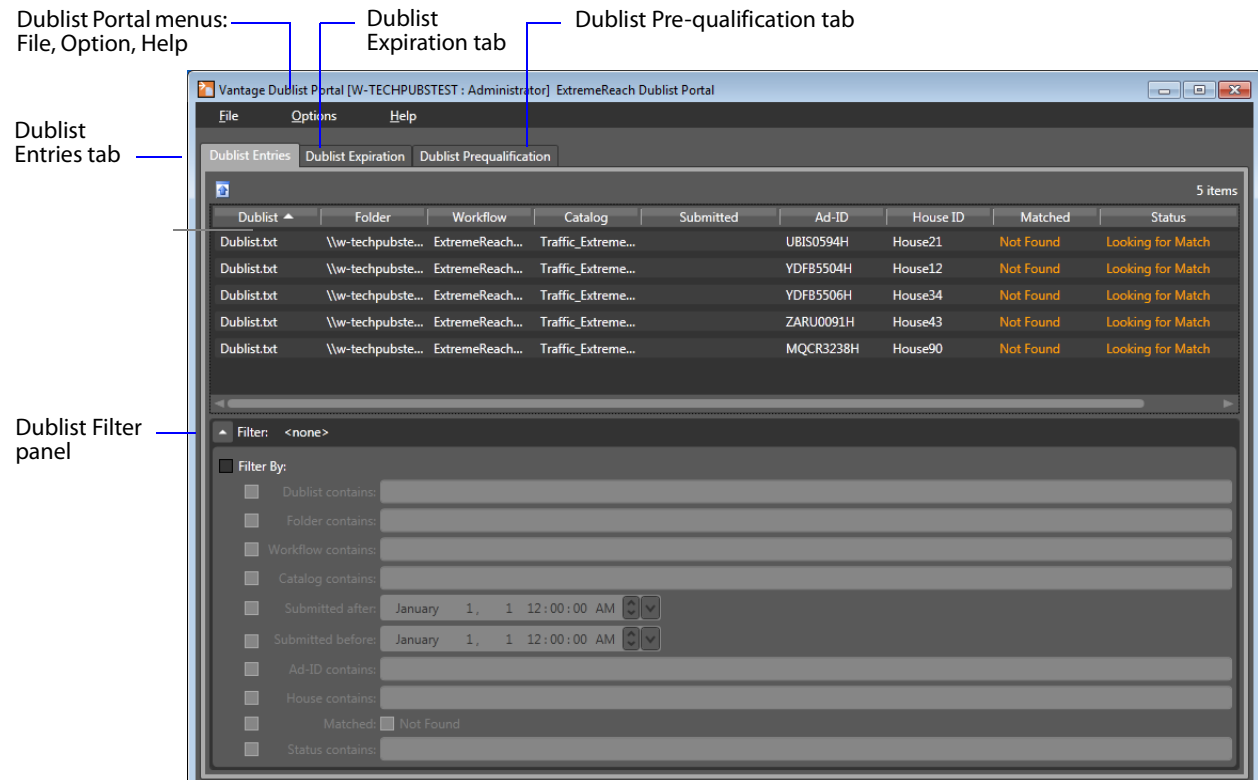 Dublist Portal menus:
File, Option, Help
Dublist
Expiration tab
Dublist Pre-qualification tab
Vantage Dublist Portal [W-TECHPUBSTEST : Administrator] ExtremeReach Dublist Portal
File Options Help
Dublist
Entries tab
Dublist Entries Dublist Expiration Dublist Prequalification
5 items
Dublist Folder Workflow Catalog Submitted Ad-ID House ID Matched Status
Dublist.txt \\w-techpubste... ExtremeReach... Traffic_Extreme... UBIS0594H House21 Not Found Looking for Match
Dublist.txt \\w-techpubste... ExtremeReach... Traffic_Extreme... YDFB5504H House12 Not Found Looking for Match
Dublist.txt \\w-techpubste... ExtremeReach... Traffic_Extreme... YDFB5506H House34 Not Found Looking for Match
Dublist.txt \\w-techpubste... ExtremeReach... Traffic_Extreme... ZARU0091H House43 Not Found Looking for Match
Dublist.txt \\w-techpubste... ExtremeReach... Traffic_Extreme... MQCR3238H House90 Not Found Looking for Match
Dublist Filter
panel
Filter: <none>
Filter By:
Dublist contains:
Folder contains:
Workflow contains:
Catalog contains:
Submitted after: January 1, 1 12:00:00 AM
Submitted before: January 1, 1 12:00:00 AM
Ad-ID contains:
House contains:
Matched: Not Found
Status contains: